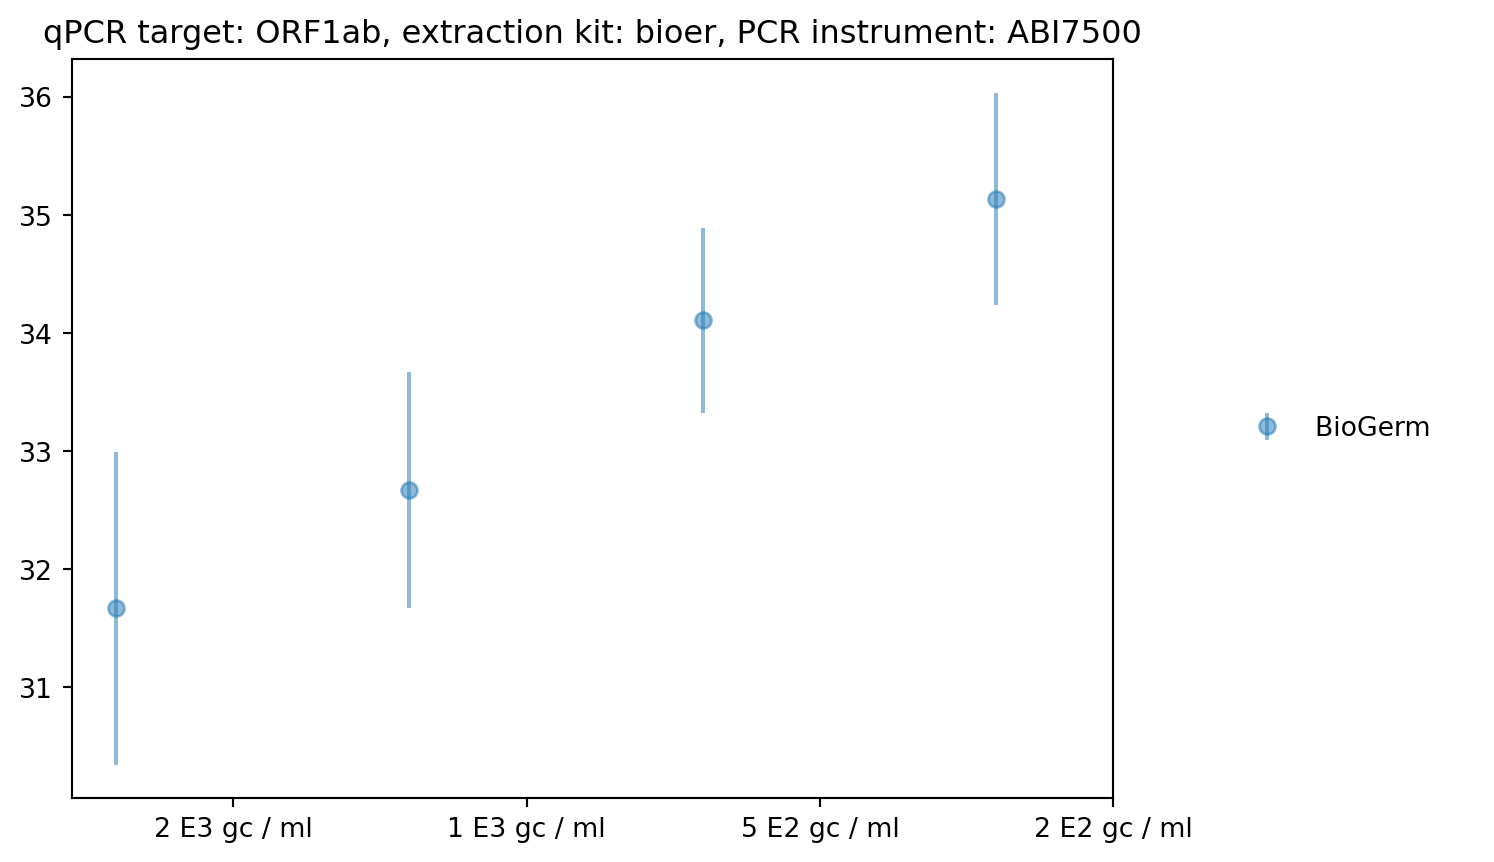 qPCR target: ORF1ab, extraction kit: bioer, PCR instrument: ABI7500
36
35
34
33
32
31
BioGerm
2 E3 gc / ml
1 E3 gc / ml
5 E2 gc / ml
2 E2 gc / ml